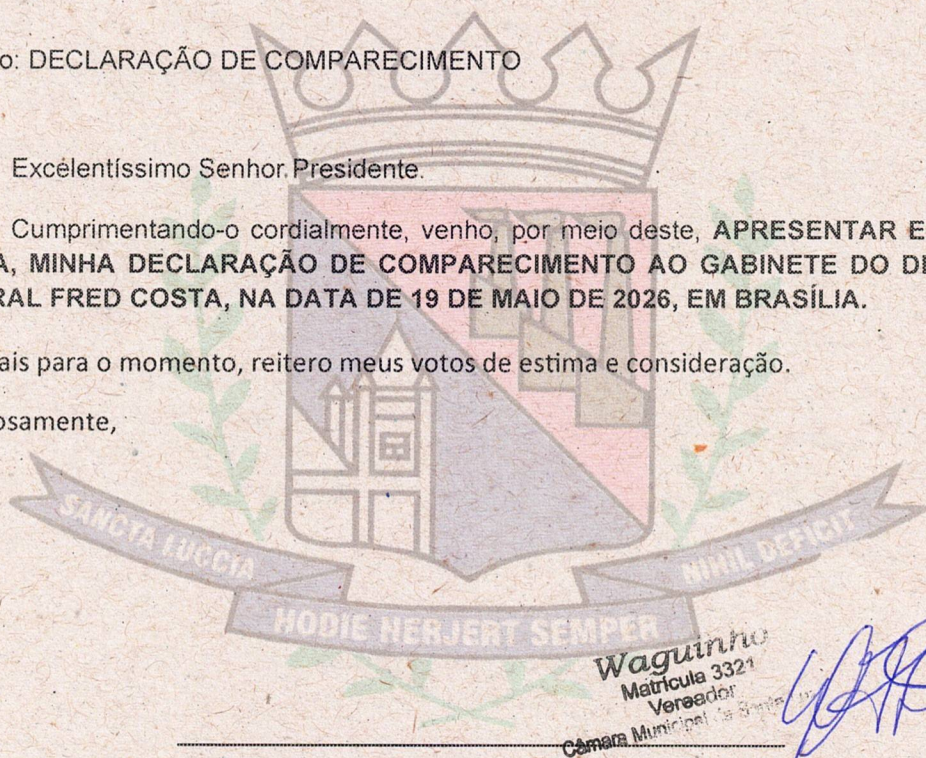 o: DECLARAÇÃO DE COMPARECIMENTO
Excelentíssimo Senhor Presidente.
Cumprimentando-o cordialmente, venho, por meio deste, APRESENTAR E
A, MINHA DECLARAÇÃO DE COMPARECIMENTO AO GABINETE DO DE
RAL FRED COSTA, NA DATA DE 19 DE MAIO DE 2026, EM BRASÍLIA.
ais para o momento, reitero meus votos de estima e consideração.
osamente,
SANCTA LUCCIA
HODIE HERJERT SEMPER
NIHIL DEFICIT
Waguinho
Matrícula 3321
Vereador
Câmara Municipal